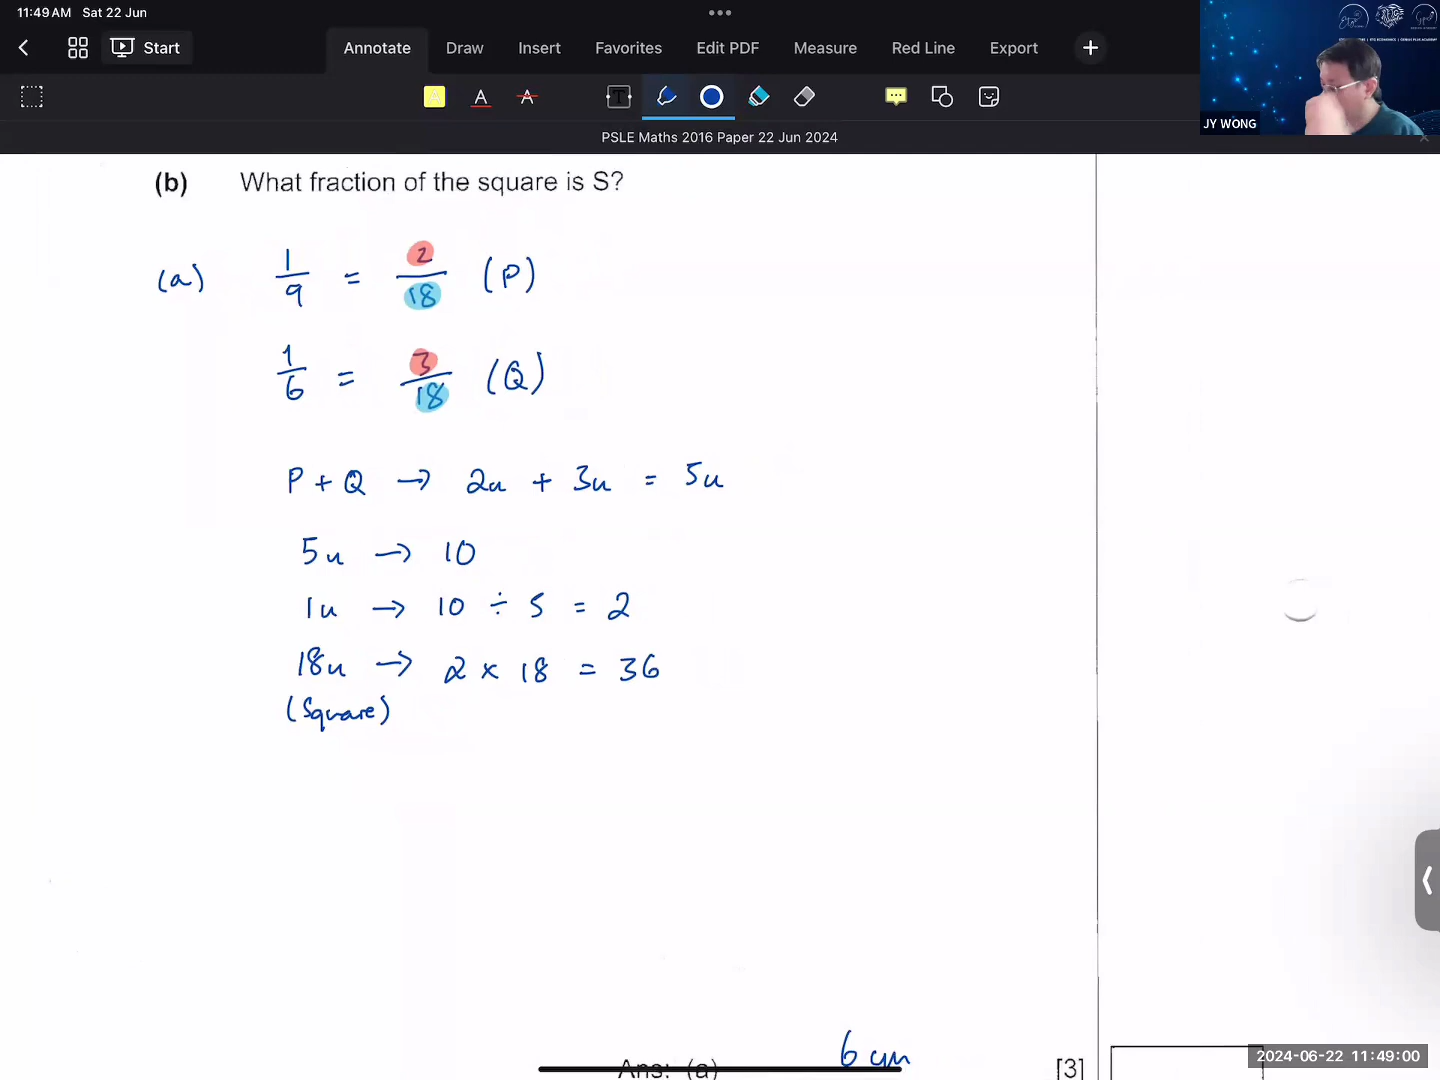 11:49 AM Sat 22 Jun
Start
Annotate Draw Insert Favorites Edit PDF Measure Red Line Export
A A A T
JY WONG
PSLE Maths 2016 Paper 22 Jun 2024
(b) What fraction of the square is S?
(a) 1/9 = 2/18 (P)
1/6 = 3/18 (Q)
P + Q → 2u + 3u = 5u
5u → 10
1u → 10 ÷ 5 = 2
18u → 2 × 18 = 36
(Square)
Ans: (a) 6 cm [3]
2024-06-22 11:49:00